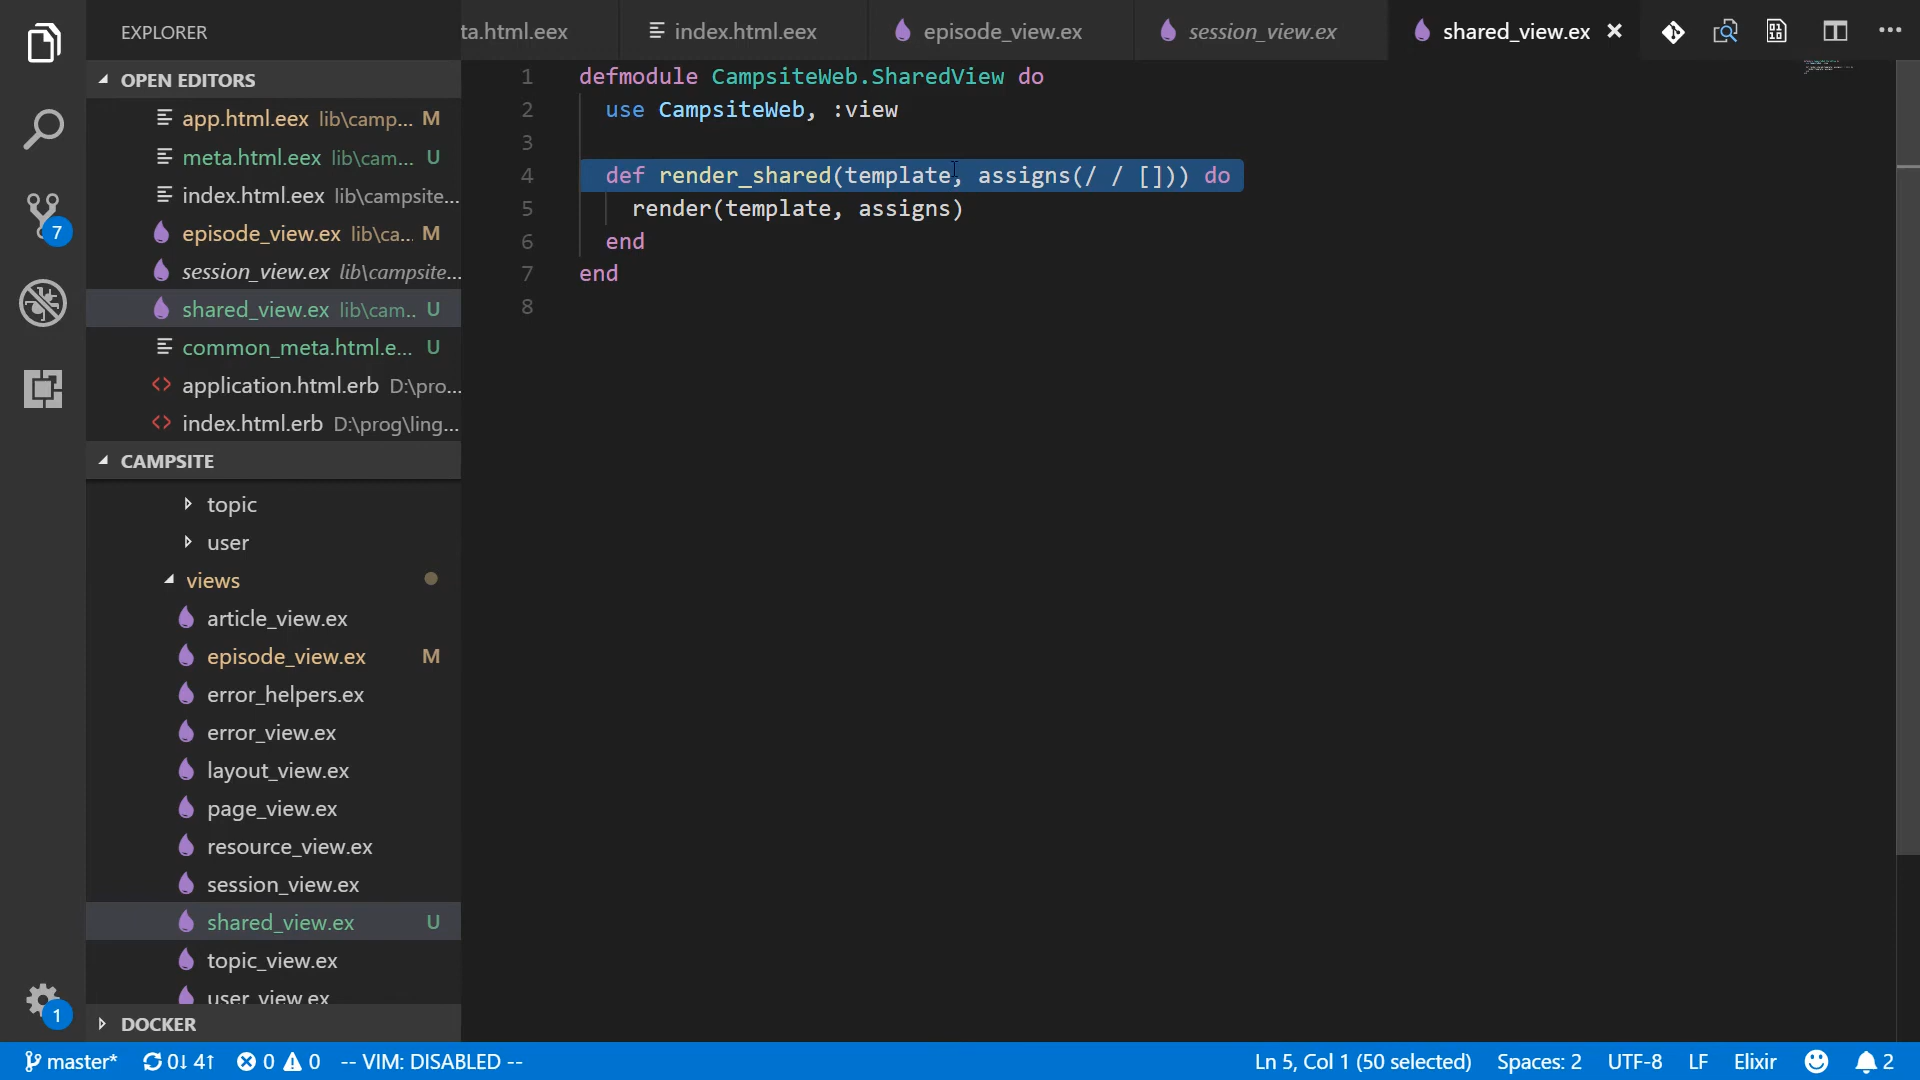 EXPLORER
ta.html.eex
index.html.eex
episode_view.ex
session_view.ex
shared_view.ex
OPEN EDITORS
app.html.eex lib\camp... M
meta.html.eex lib\cam... U
index.html.eex lib\campsite...
episode_view.ex lib\ca... M
session_view.ex lib\campsite...
shared_view.ex lib\cam... U
common_meta.html.e... U
application.html.erb D:\pro...
index.html.erb D:\prog\ling...
CAMPSITE
topic
user
views
article_view.ex
episode_view.ex M
error_helpers.ex
error_view.ex
layout_view.ex
page_view.ex
resource_view.ex
session_view.ex
shared_view.ex U
topic_view.ex
user_view.ex
DOCKER
7
1
1 defmodule CampsiteWeb.SharedView do
2 use CampsiteWeb, :view
3
4 def render_shared(template, assigns(/ / [])) do
5 render(template, assigns)
6 end
7 end
8
master* 0↓ 4↑ 0 0 -- VIM: DISABLED -- Ln 5, Col 1 (50 selected) Spaces: 2 UTF-8 LF Elixir 2